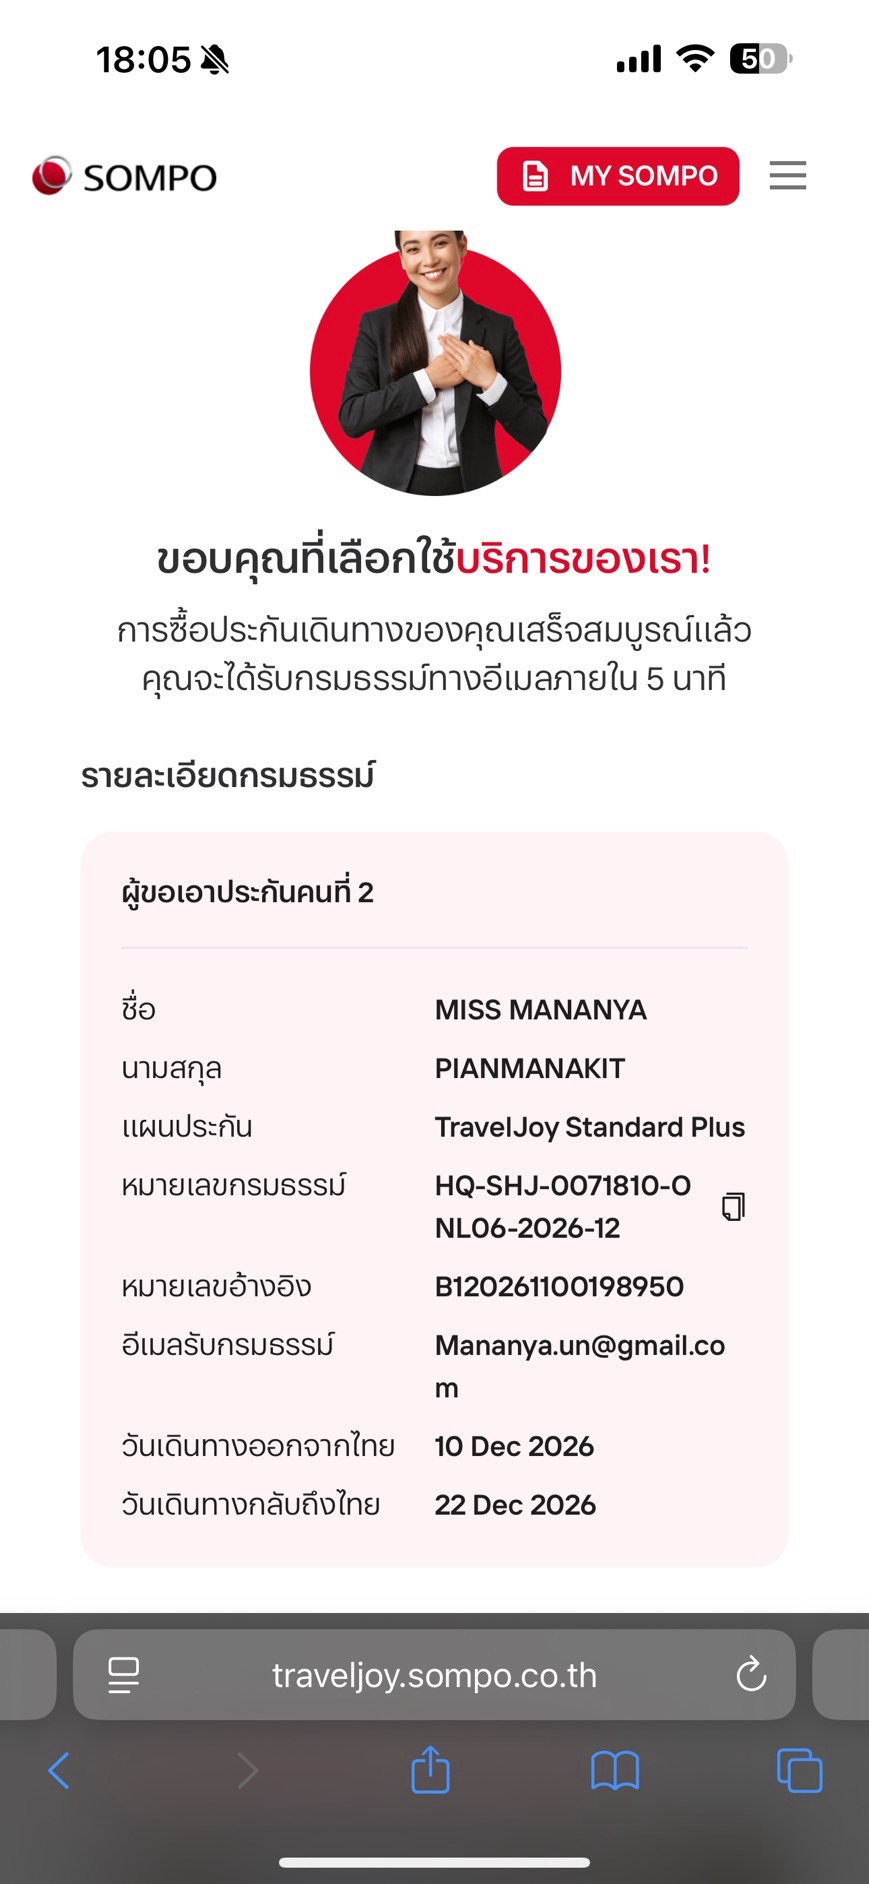 18:05
50
SOMPO
MY SOMPO
ขอบคุณที่เลือกใช้บริการของเรา!
การซื้อประกันเดินทางของคุณเสร็จสมบูรณ์แล้ว
คุณจะได้รับกรมธรรม์ทางอีเมลภายใน 5 นาที
รายละเอียดกรมธรรม์
ผู้ขอเอาประกันคนที่ 2
ชื่อ MISS MANANYA
นามสกุล PIANMANAKIT
แผนประกัน TravelJoy Standard Plus
หมายเลขกรมธรรม์ HQ-SHJ-0071810-O
NL06-2026-12
หมายเลขอ้างอิง B120261100198950
อีเมลรับกรมธรรม์ Mananya.un@gmail.co
m
วันเดินทางออกจากไทย 10 Dec 2026
วันเดินทางกลับถึงไทย 22 Dec 2026
traveljoy.sompo.co.th